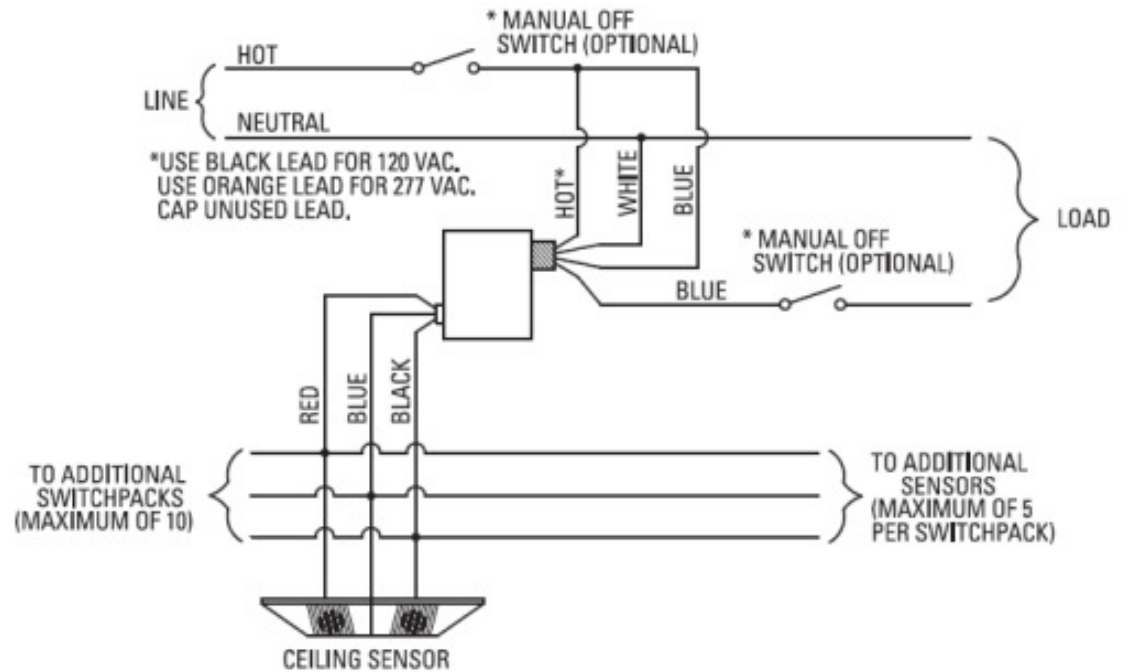 * MANUAL OFF
SWITCH (OPTIONAL)
HOT
LINE
NEUTRAL
*USE BLACK LEAD FOR 120 VAC.
USE ORANGE LEAD FOR 277 VAC.
CAP UNUSED LEAD.
HOT*
WHITE
BLUE
LOAD
* MANUAL OFF
SWITCH (OPTIONAL)
BLUE
RED
BLUE
BLACK
TO ADDITIONAL
SWITCHPACKS
(MAXIMUM OF 10)
TO ADDITIONAL
SENSORS
(MAXIMUM OF 5
PER SWITCHPACK)
CEILING SENSOR